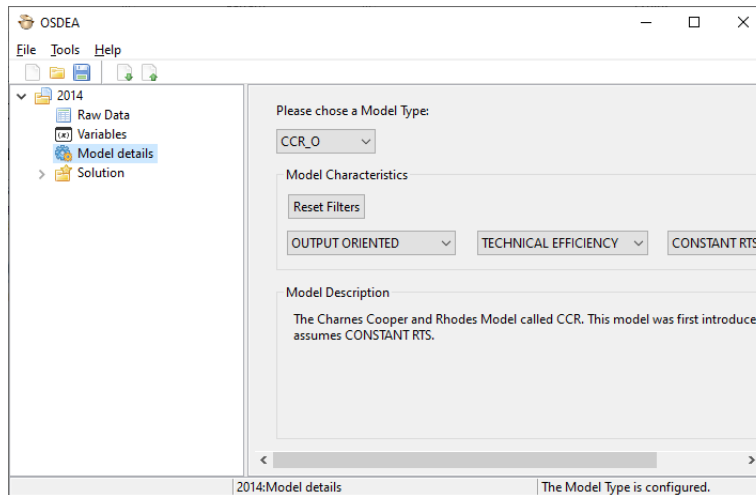 OSDEA
File Tools Help
2014
Raw Data
(x) Variables
Model details
Solution
Please chose a Model Type:
CCR_O
Model Characteristics
Reset Filters
OUTPUT ORIENTED TECHNICAL EFFICIENCY CONSTANT RTS
Model Description
The Charnes Cooper and Rhodes Model called CCR. This model was first introduce
assumes CONSTANT RTS.
2014:Model details The Model Type is configured.